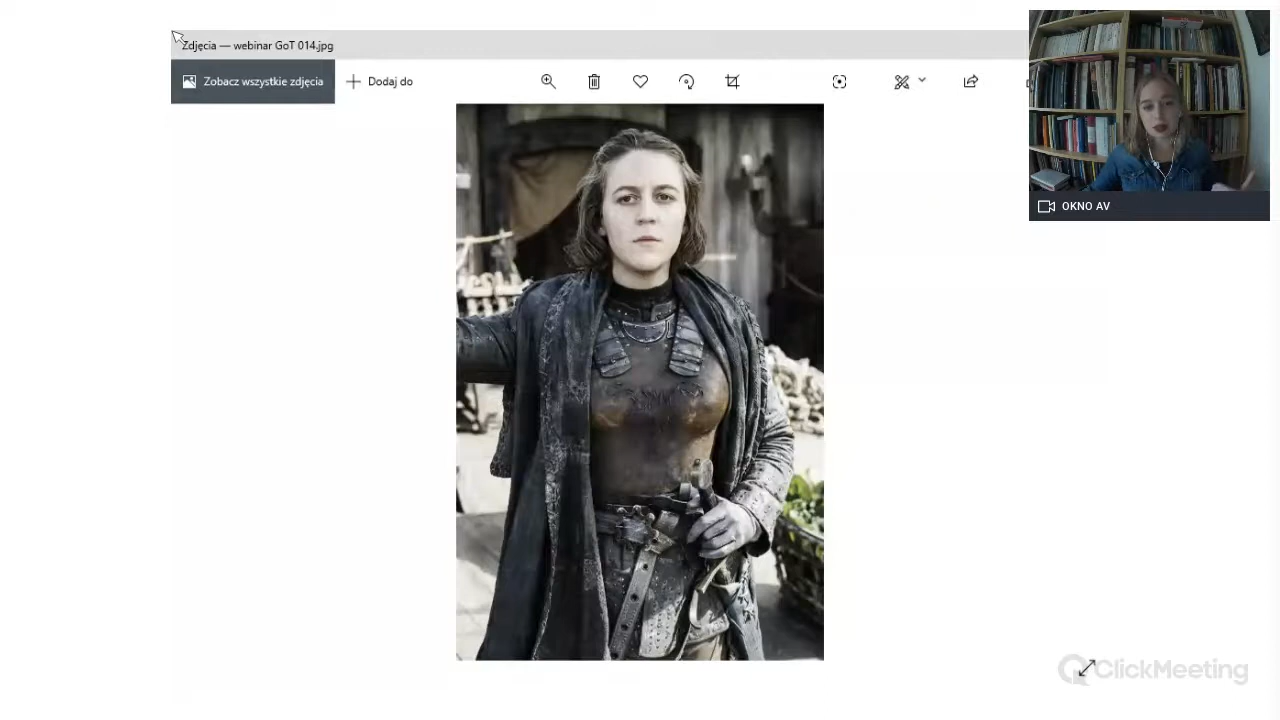 Zdjęcia — webinar GoT 014.jpg
Zobacz wszystkie zdjęcia
Dodaj do
OKNO AV
ClickMeeting